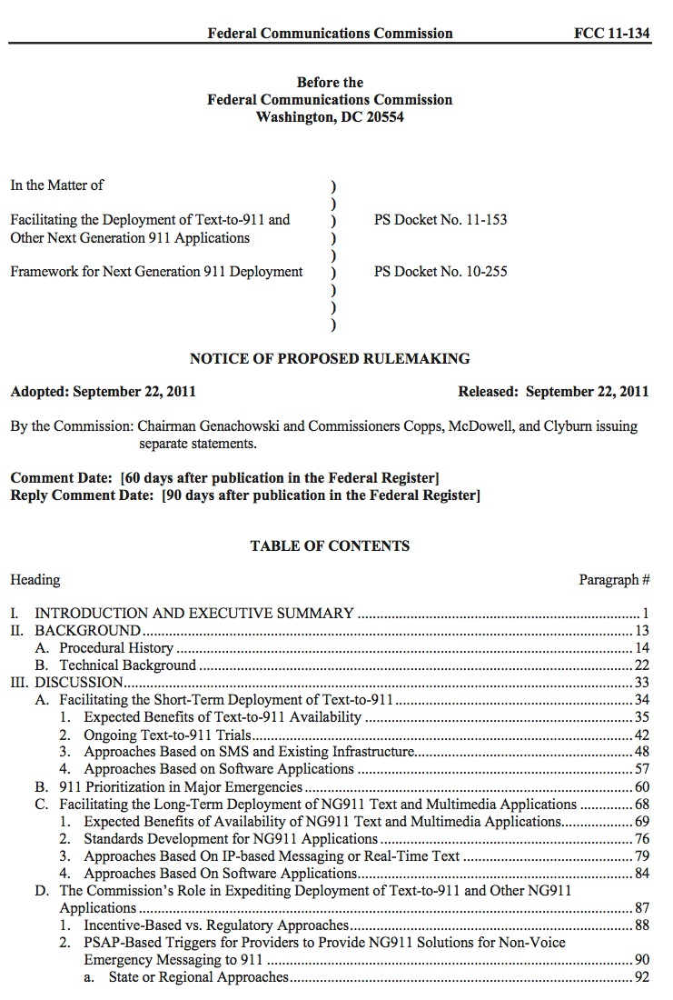 Federal Communications Commission FCC 11-134
Before the
Federal Communications Commission
Washington, DC 20554
In the Matter of )
)
Facilitating the Deployment of Text-to-911 and ) PS Docket No. 11-153
Other Next Generation 911 Applications )
)
Framework for Next Generation 911 Deployment ) PS Docket No. 10-255
)
)
)
NOTICE OF PROPOSED RULEMAKING
Adopted: September 22, 2011 Released: September 22, 2011
By the Commission: Chairman Genachowski and Commissioners Copps, McDowell, and Clyburn issuing
separate statements.
Comment Date: [60 days after publication in the Federal Register]
Reply Comment Date: [90 days after publication in the Federal Register]
TABLE OF CONTENTS
Heading Paragraph #
I. INTRODUCTION AND EXECUTIVE SUMMARY ........ 1
II. BACKGROUND ........ 13
A. Procedural History ........ 14
B. Technical Background ........ 22
III. DISCUSSION ........ 33
A. Facilitating the Short-Term Deployment of Text-to-911 ........ 34
1. Expected Benefits of Text-to-911 Availability ........ 35
2. Ongoing Text-to-911 Trials ........ 42
3. Approaches Based on SMS and Existing Infrastructure ........ 48
4. Approaches Based on Software Applications ........ 57
B. 911 Prioritization in Major Emergencies ........ 60
C. Facilitating the Long-Term Deployment of NG911 Text and Multimedia Applications ........ 68
1. Expected Benefits of Availability of NG911 Text and Multimedia Applications ........ 69
2. Standards Development for NG911 Applications ........ 76
3. Approaches Based On IP-based Messaging or Real-Time Text ........ 79
4. Approaches Based On Software Applications ........ 84
D. The Commission's Role in Expediting Deployment of Text-to-911 and Other NG911
Applications ........ 87
1. Incentive-Based vs. Regulatory Approaches ........ 88
2. PSAP-Based Triggers for Providers to Provide NG911 Solutions for Non-Voice
Emergency Messaging to 911 ........ 90
a. State or Regional Approaches ........ 92